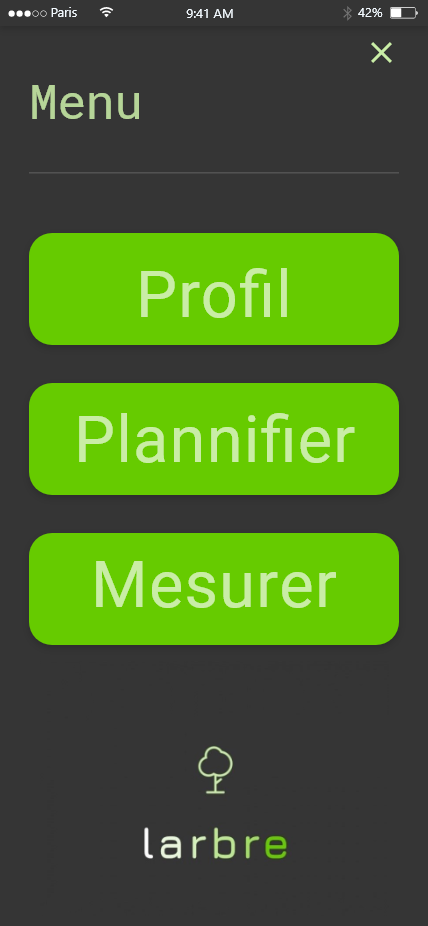 Paris 9:41 AM 42%
Menu
Profil
Plannifier
Mesurer
larbre